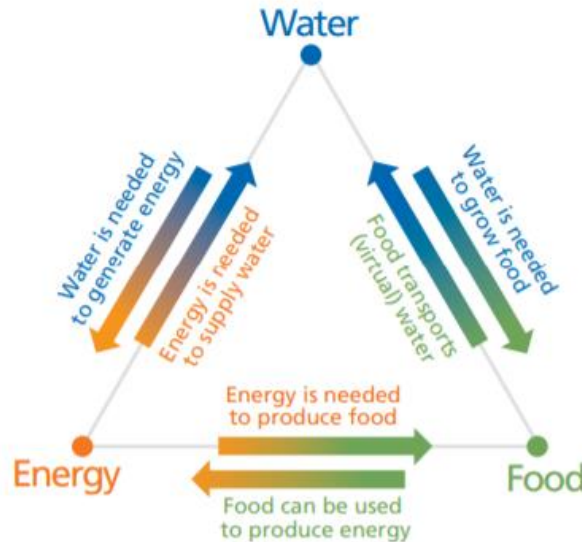 Water
Water is needed
to generate energy
Energy is needed
to supply water
Food transports
(virtual) water
Water is needed
to grow food
Energy is needed
to produce food
Energy
Food
Food can be used
to produce energy